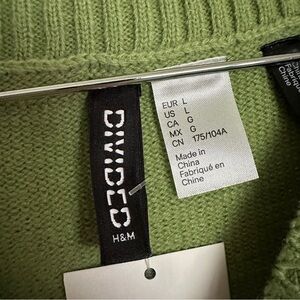 DIVIDED
H&M
EUR L
US L
CA G
MX G
CN 175/104A
Made in
China
Fabriqué en
Chine